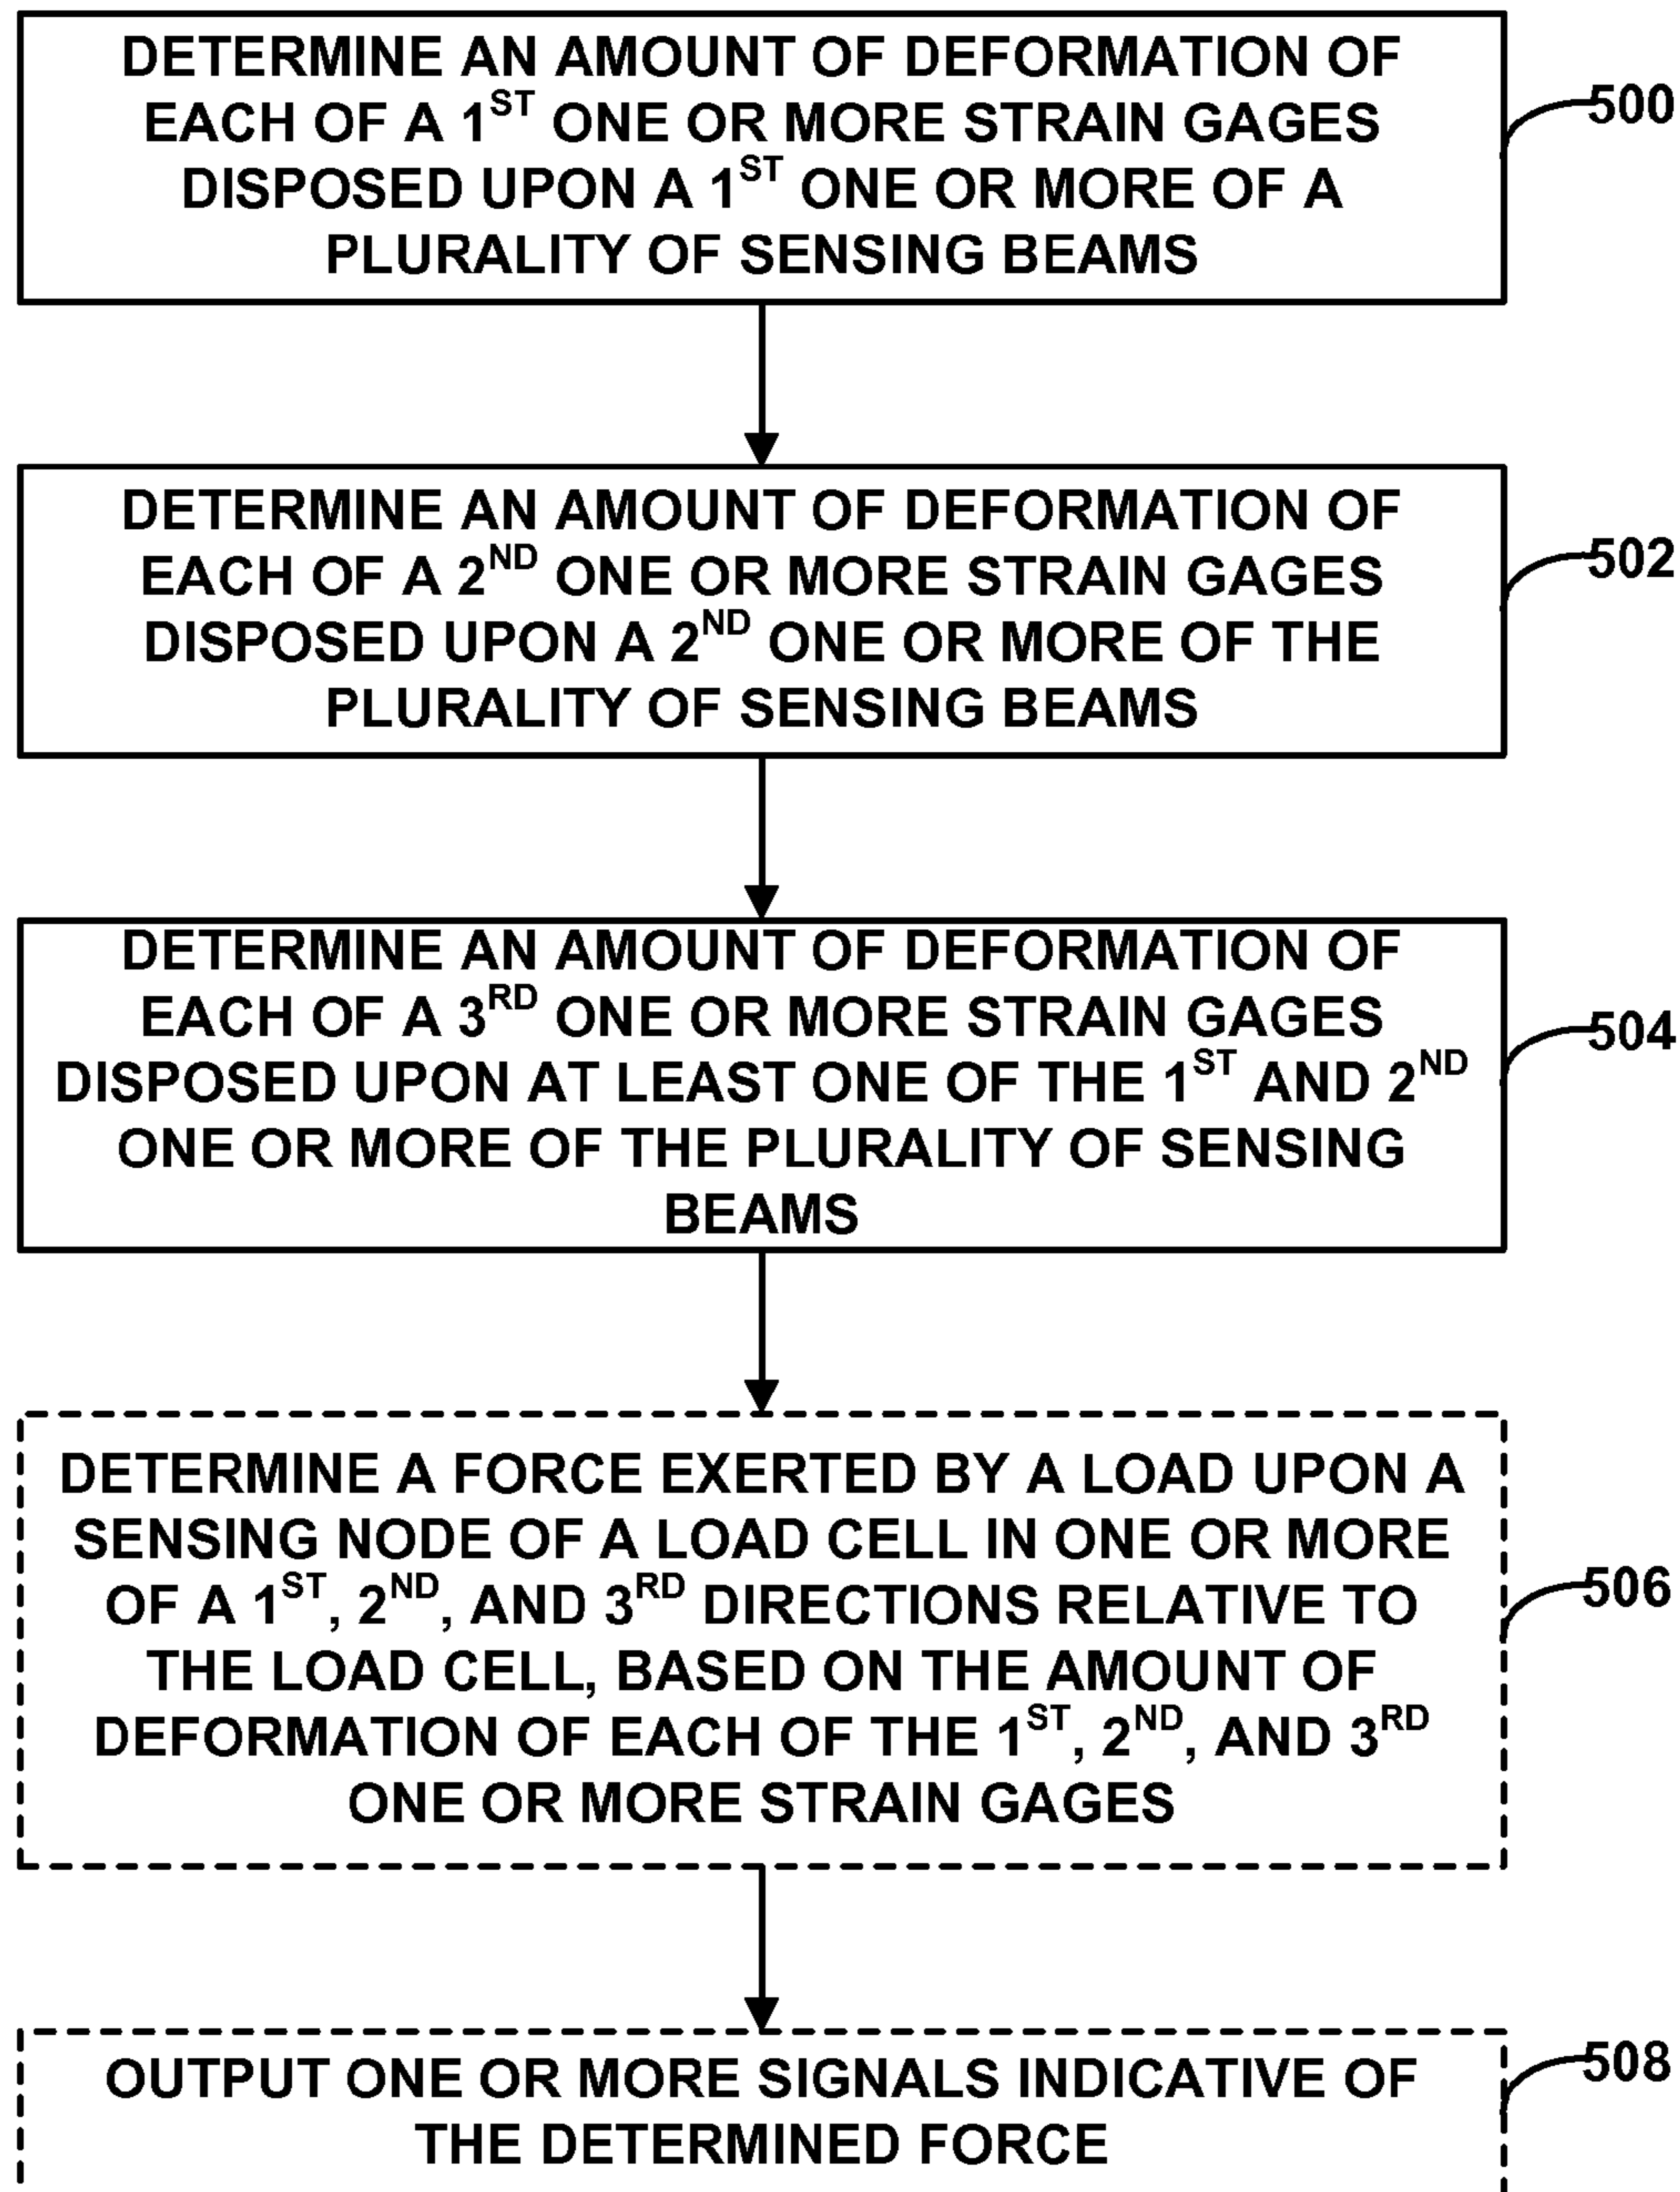 DETERMINE AN AMOUNT OF DEFORMATION OF
EACH OF A 1ST ONE OR MORE STRAIN GAGES
DISPOSED UPON A 1ST ONE OR MORE OF A
PLURALITY OF SENSING BEAMS
500
DETERMINE AN AMOUNT OF DEFORMATION OF
EACH OF A 2ND ONE OR MORE STRAIN GAGES
DISPOSED UPON A 2ND ONE OR MORE OF THE
PLURALITY OF SENSING BEAMS
502
DETERMINE AN AMOUNT OF DEFORMATION OF
EACH OF A 3RD ONE OR MORE STRAIN GAGES
DISPOSED UPON AT LEAST ONE OF THE 1ST AND 2ND
ONE OR MORE OF THE PLURALITY OF SENSING
BEAMS
504
DETERMINE A FORCE EXERTED BY A LOAD UPON A
SENSING NODE OF A LOAD CELL IN ONE OR MORE
OF A 1ST, 2ND, AND 3RD DIRECTIONS RELATIVE TO
THE LOAD CELL, BASED ON THE AMOUNT OF
DEFORMATION OF EACH OF THE 1ST, 2ND, AND 3RD
ONE OR MORE STRAIN GAGES
506
OUTPUT ONE OR MORE SIGNALS INDICATIVE OF
THE DETERMINED FORCE
508